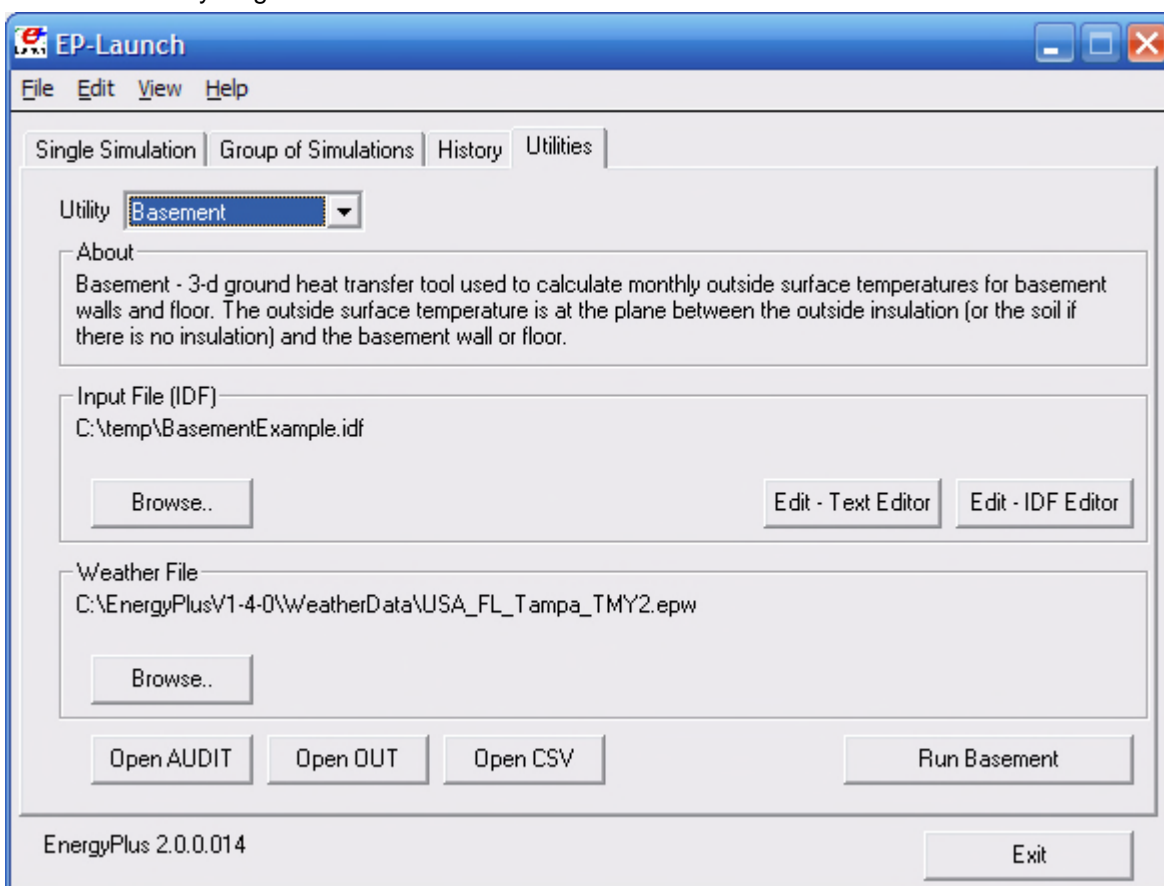 EP-Launch
File Edit View Help
Single Simulation Group of Simulations History Utilities
Utility Basement
About
Basement - 3-d ground heat transfer tool used to calculate monthly outside surface temperatures for basement
walls and floor. The outside surface temperature is at the plane between the outside insulation (or the soil if
there is no insulation) and the basement wall or floor.
Input File (IDF)
C:\temp\BasementExample.idf
Browse.. Edit - Text Editor Edit - IDF Editor
Weather File
C:\EnergyPlusV1-4-0\WeatherData\USA_FL_Tampa_TMY2.epw
Browse..
Open AUDIT Open OUT Open CSV Run Basement
EnergyPlus 2.0.0.014 Exit